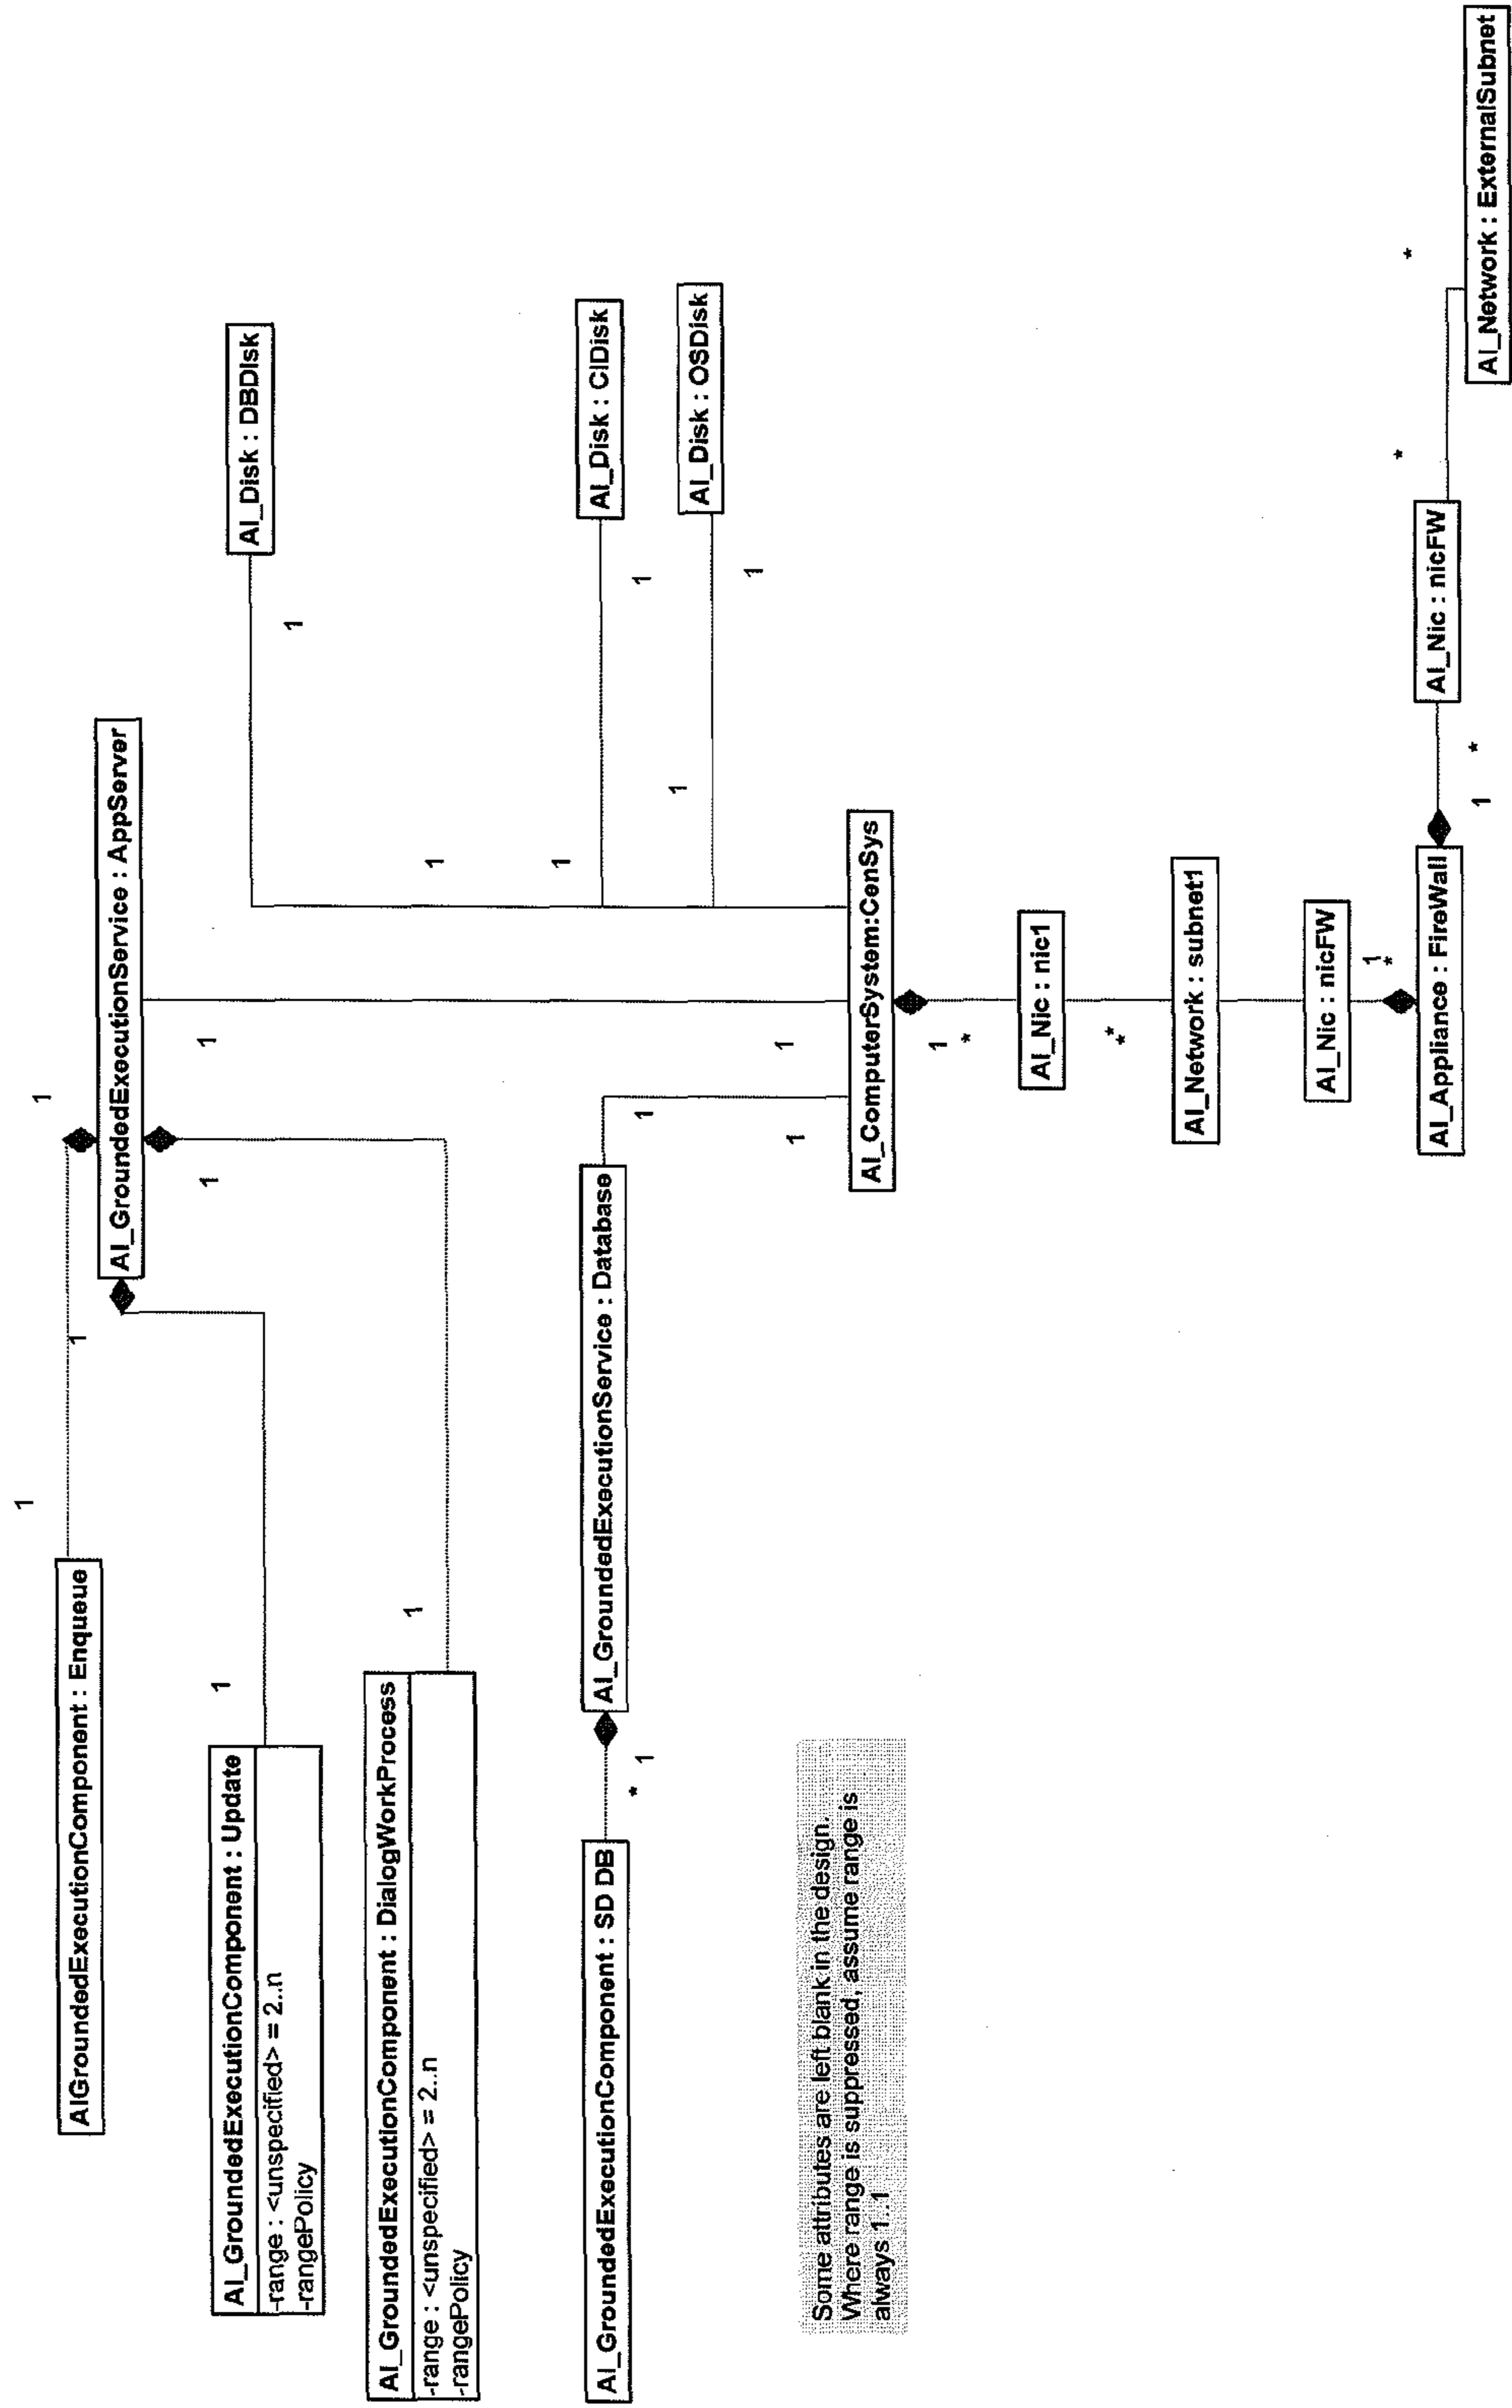 1
1
AIGroundedExecutionComponent : Enqueue
1
AI_GroundedExecutionService : AppServer
1
1
1
AI_GroundedExecutionComponent : Update
-range : <unspecified> = 2..n
-rangePolicy
AI_Disk : DBDisk
1
AI_GroundedExecutionComponent : DialogWorkProcess
-range : <unspecified> = 2..n
-rangePolicy
1
1
1
AI_GroundedExecutionComponent : SD DB
*
1
AI_GroundedExecutionService : Database
1
AI_Disk : CIDisk
1
1
AI_Disk : OSDisk
1
1
1
Some attributes are left blank in the design.
Where range is suppressed, assume range is
always 1..1
AI_ComputerSystem:CenSys
1
*
AI_Nic : nic1
*
*
AI_Network : subnet1
AI_Nic : nicFW
1
*
AI_Appliance : FireWall
1
*
AI_Nic : nicFW
*
*
AI_Network : ExternalSubnet